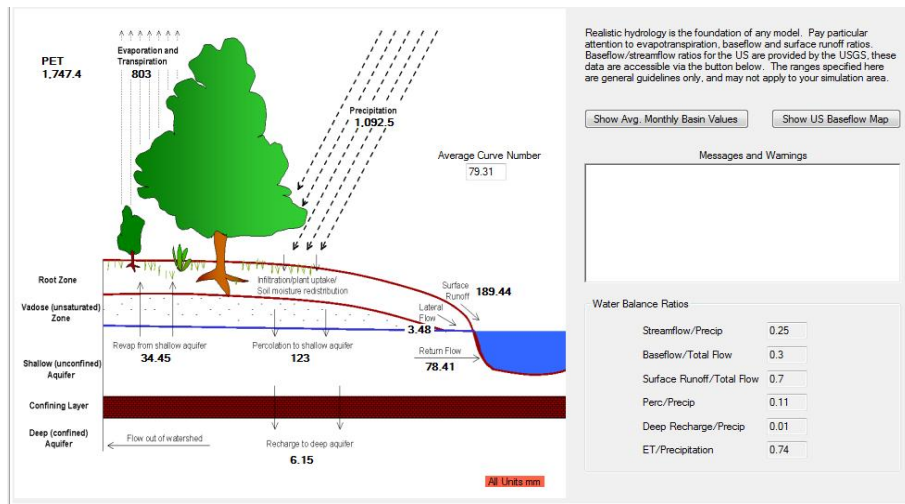 PET
1,747.4
Evaporation and
Transpiration
803
Precipitation
1,092.5
Average Curve Number
79.31
Root Zone
Infiltration/plant uptake/
Soil moisture redistribution
Surface
Runoff
189.44
Vadose (unsaturated)
Zone
Lateral
Flow
3.48
Revap from shallow aquifer
34.45
Percolation to shallow aquifer
123
Return Flow
78.41
Shallow (unconfined)
Aquifer
Confining Layer
Deep (confined)
Aquifer
Flow out of watershed
Recharge to deep aquifer
6.15
All Units mm
Realistic hydrology is the foundation of any model. Pay particular
attention to evapotranspiration, baseflow and surface runoff ratios.
Baseflow/streamflow ratios for the US are provided by the USGS, these
data are accessible via the button below. The ranges specified here
are general guidelines only, and may not apply to your simulation area.
Show Avg. Monthly Basin Values
Show US Baseflow Map
Messages and Warnings
Water Balance Ratios
Streamflow/Precip 0.25
Baseflow/Total Flow 0.3
Surface Runoff/Total Flow 0.7
Perc/Precip 0.11
Deep Recharge/Precip 0.01
ET/Precipitation 0.74